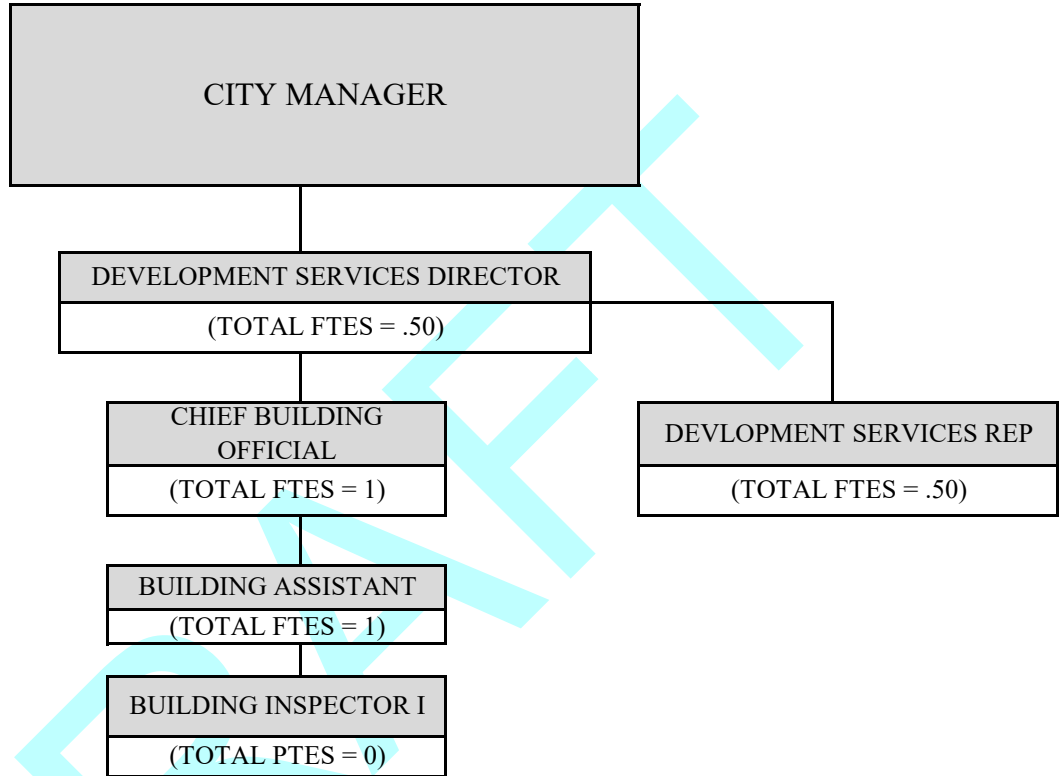 CITY MANAGER
DEVELOPMENT SERVICES DIRECTOR
(TOTAL FTES = .50)
CHIEF BUILDING
OFFICIAL
(TOTAL FTES = 1)
DEVLOPMENT SERVICES REP
(TOTAL FTES = .50)
BUILDING ASSISTANT
(TOTAL FTES = 1)
BUILDING INSPECTOR I
(TOTAL PTES = 0)
DRAFT